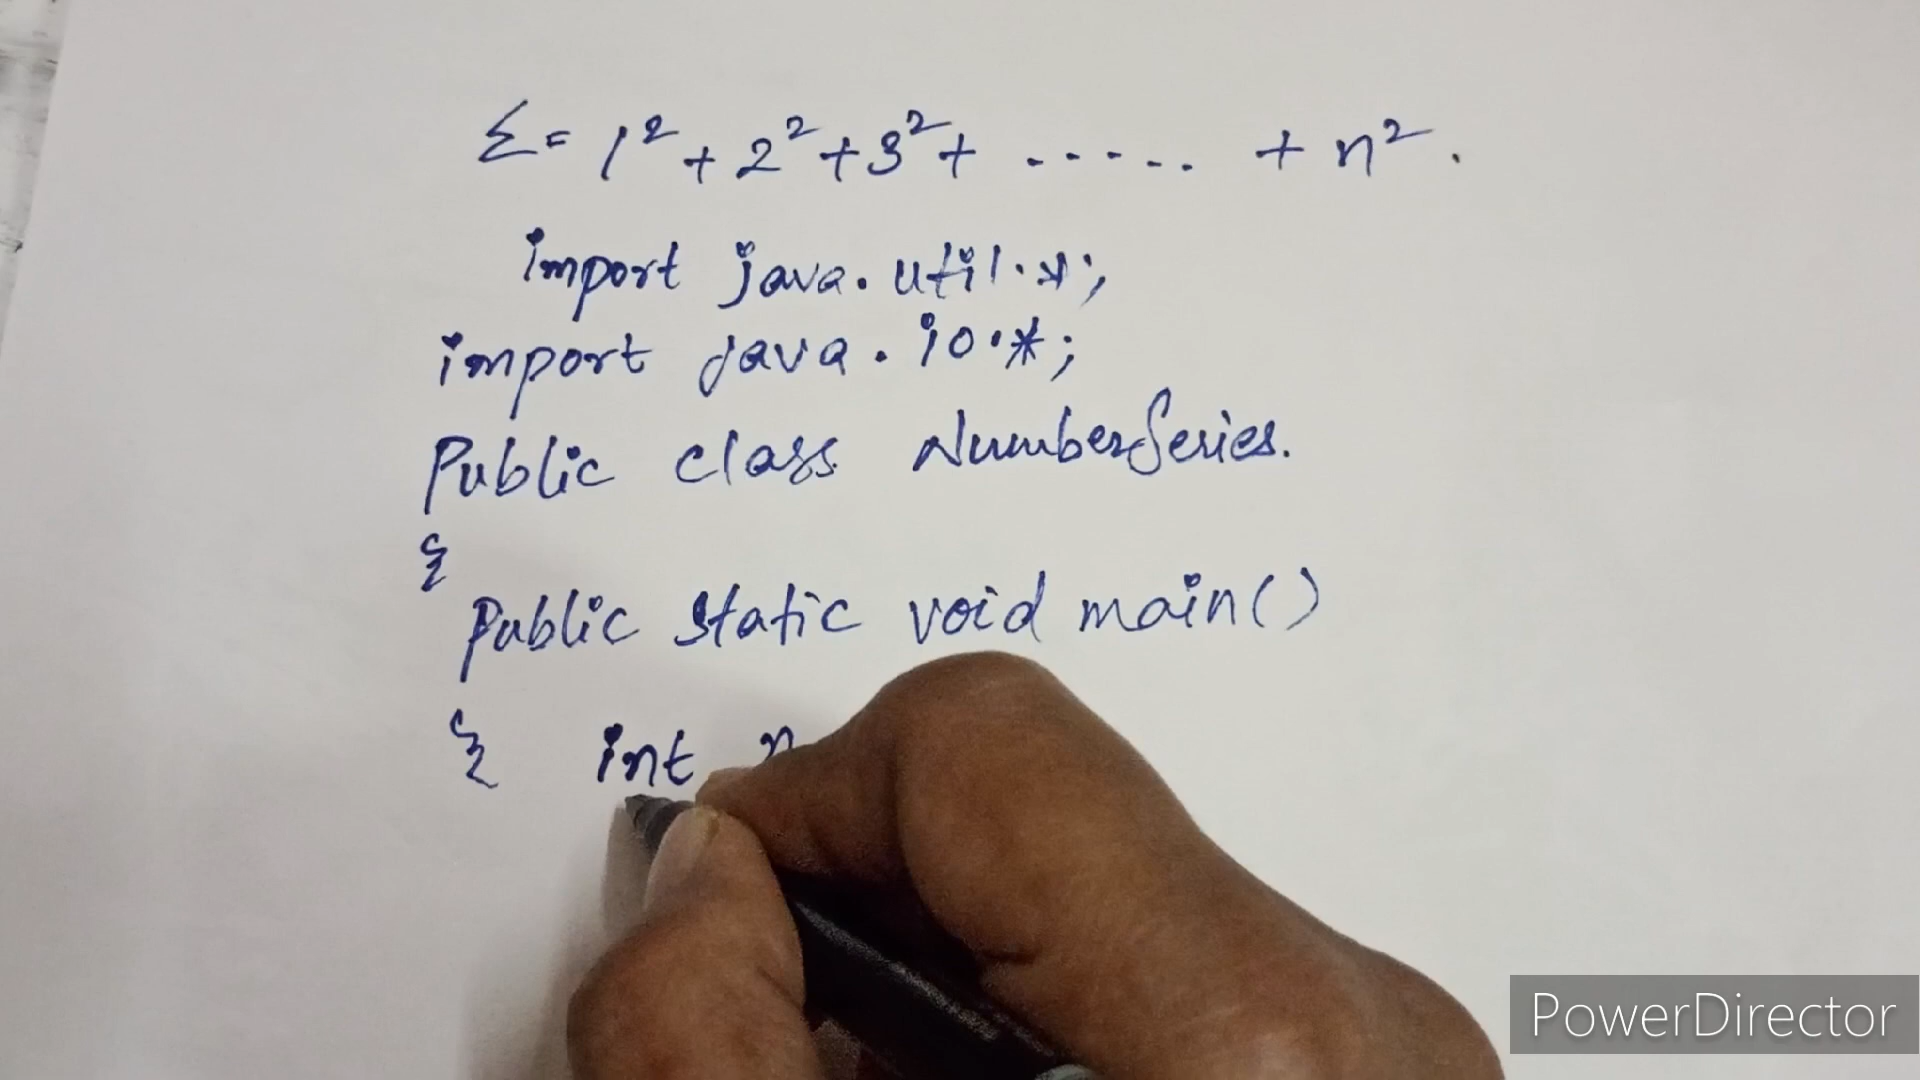 Σ= 1² + 2² + 3² + ...... + n².
import java.util.*;
import java.io.*;
Public class NumberSeries.
{
Public static void main()
{ int n
PowerDirector